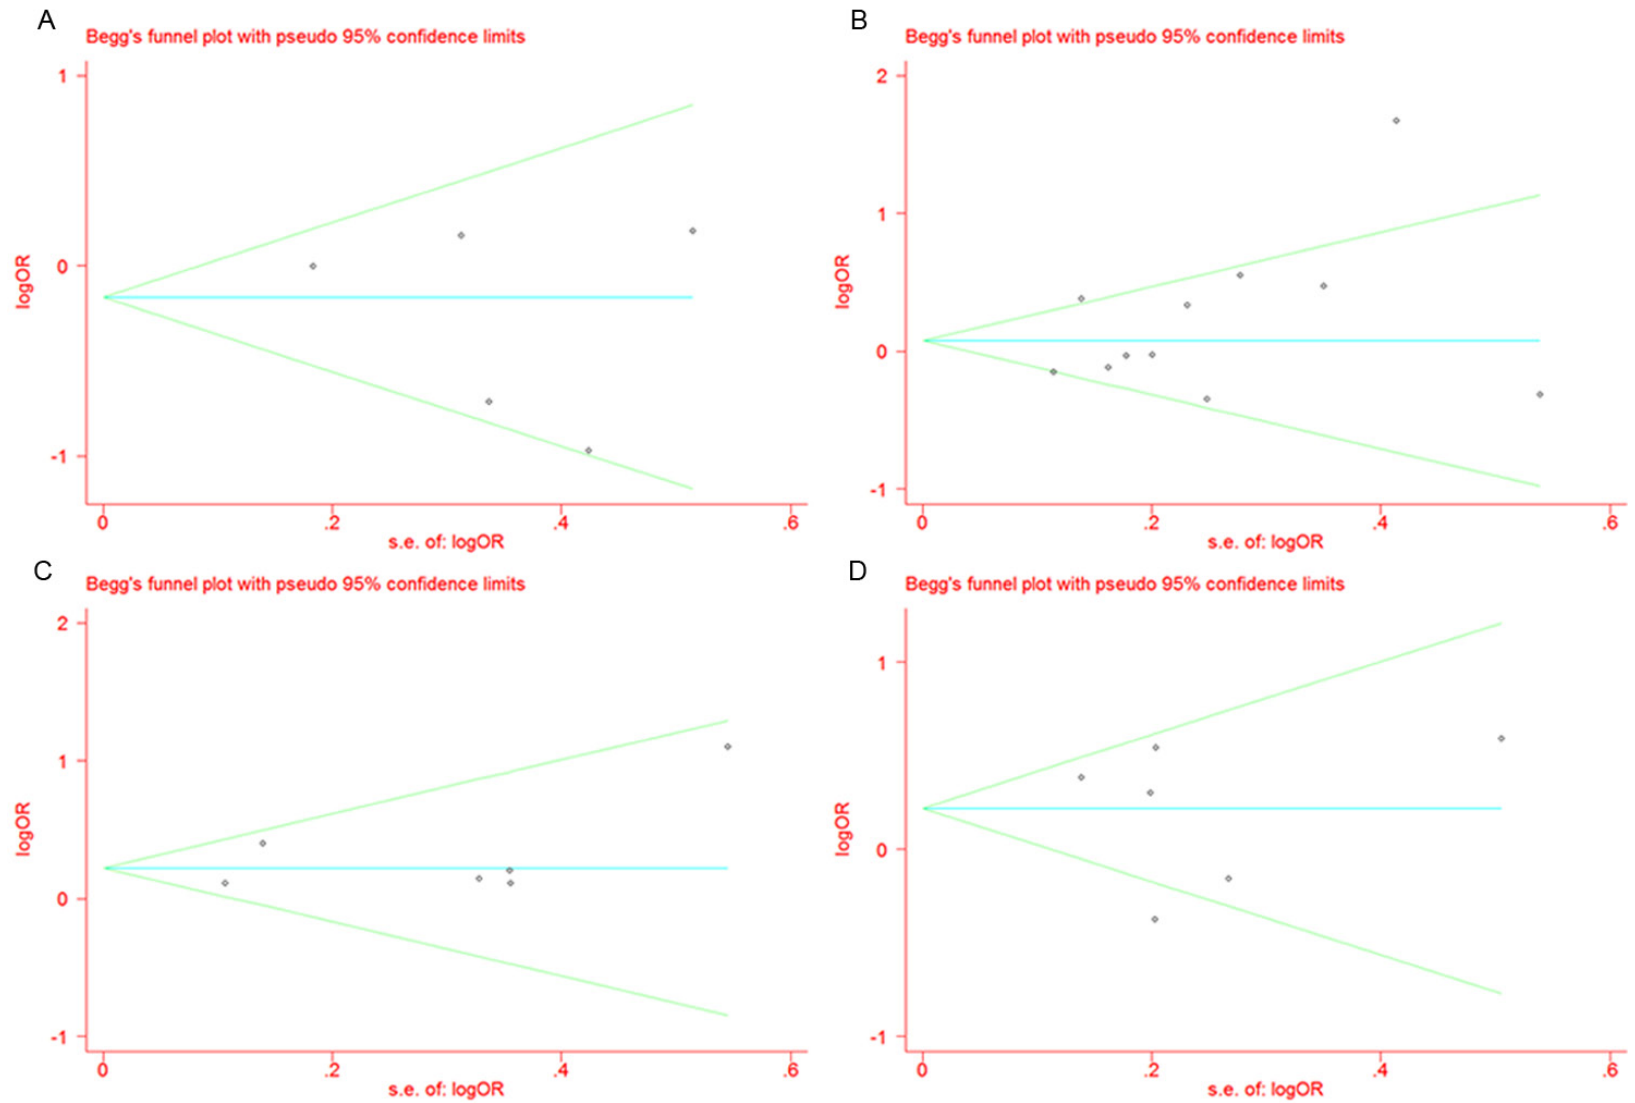 A
Begg's funnel plot with pseudo 95% confidence limits
1
0
-1
logOR
0 .2 .4 .6
s.e. of: logOR
B
Begg's funnel plot with pseudo 95% confidence limits
2
1
0
-1
logOR
0 .2 .4 .6
s.e. of: logOR
C
Begg's funnel plot with pseudo 95% confidence limits
2
1
0
-1
logOR
0 .2 .4 .6
s.e. of: logOR
D
Begg's funnel plot with pseudo 95% confidence limits
1
0
-1
logOR
0 .2 .4 .6
s.e. of: logOR